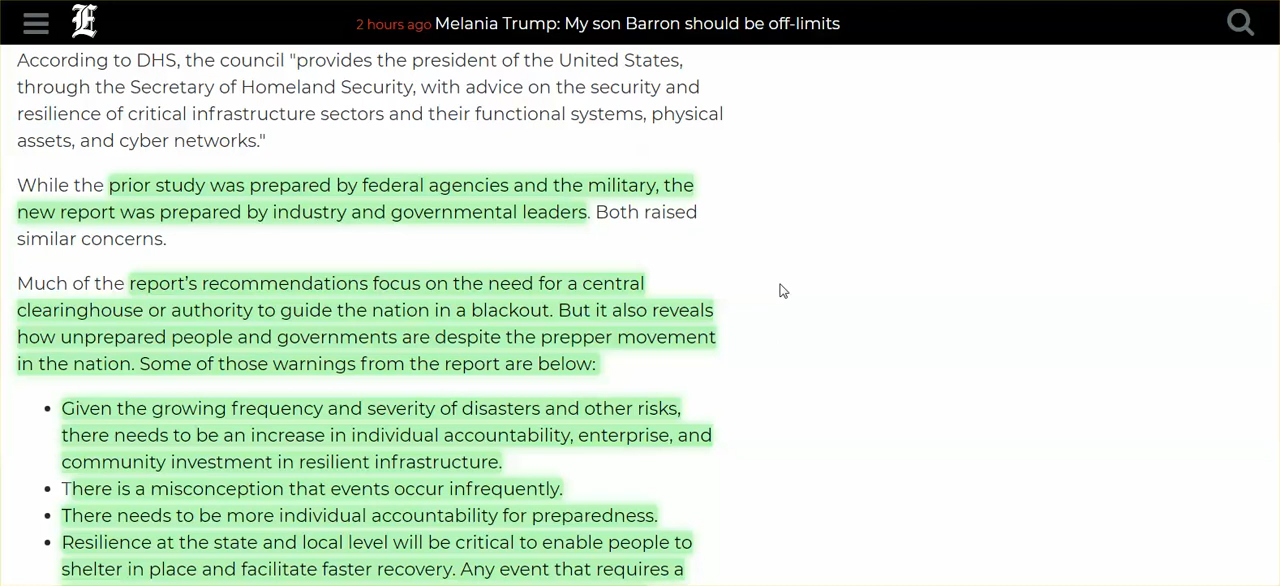 E
2 hours ago Melania Trump: My son Barron should be off-limits
According to DHS, the council "provides the president of the United States,
through the Secretary of Homeland Security, with advice on the security and
resilience of critical infrastructure sectors and their functional systems, physical
assets, and cyber networks."
While the prior study was prepared by federal agencies and the military, the
new report was prepared by industry and governmental leaders. Both raised
similar concerns.
Much of the report’s recommendations focus on the need for a central
clearinghouse or authority to guide the nation in a blackout. But it also reveals
how unprepared people and governments are despite the prepper movement
in the nation. Some of those warnings from the report are below:
• Given the growing frequency and severity of disasters and other risks,
there needs to be an increase in individual accountability, enterprise, and
community investment in resilient infrastructure.
• There is a misconception that events occur infrequently.
• There needs to be more individual accountability for preparedness.
• Resilience at the state and local level will be critical to enable people to
shelter in place and facilitate faster recovery. Any event that requires a